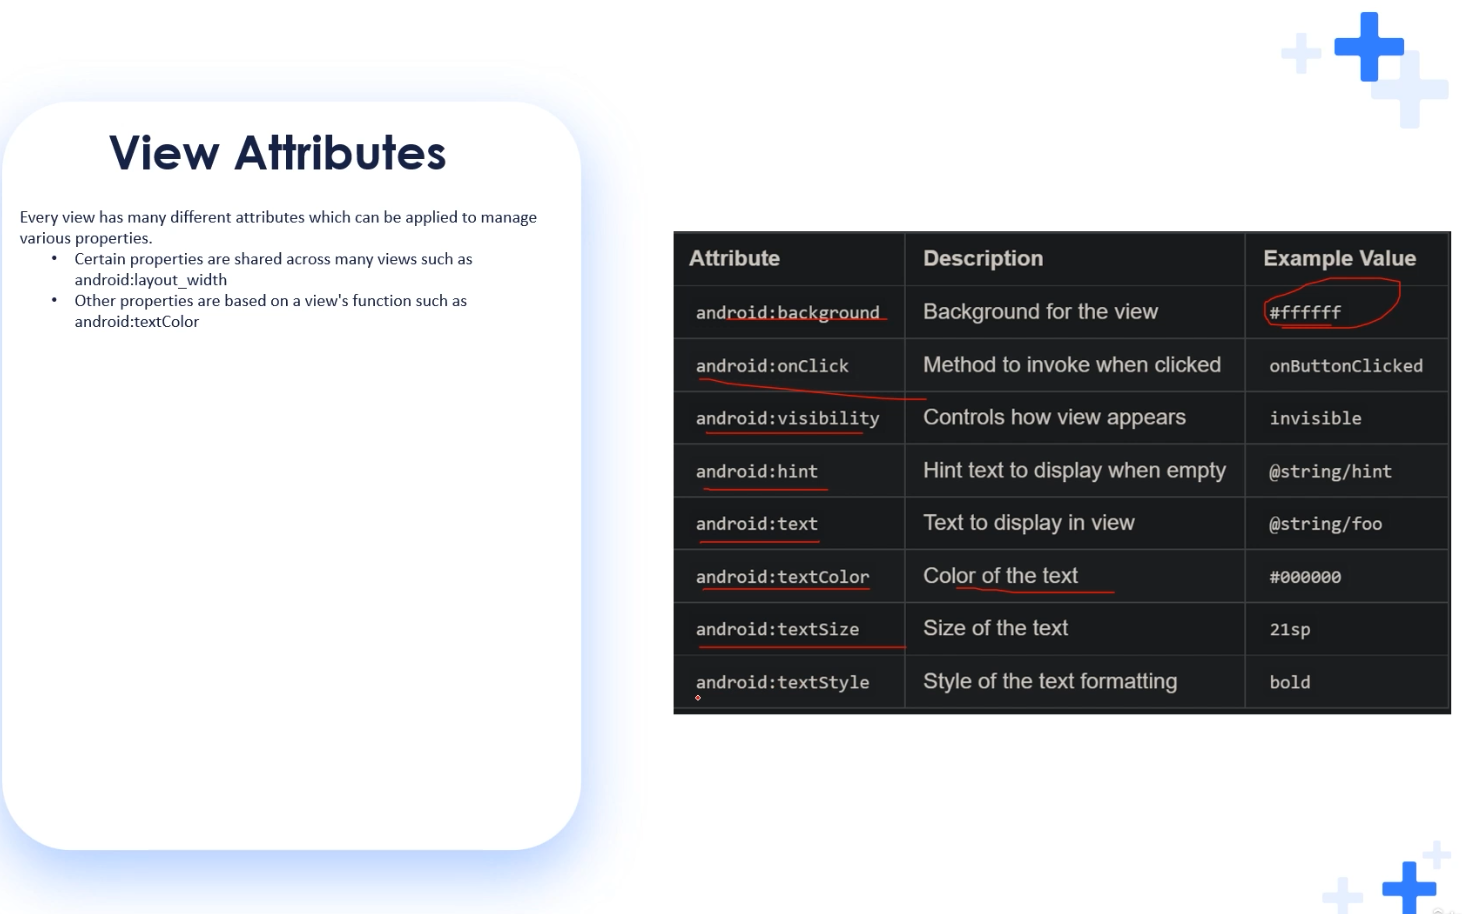 View Attributes
Every view has many different attributes which can be applied to manage
various properties.
• Certain properties are shared across many views such as
android:layout_width
• Other properties are based on a view's function such as
android:textColor
Attribute Description Example Value
android:background Background for the view #ffffff
android:onClick Method to invoke when clicked onButtonClicked
android:visibility Controls how view appears invisible
android:hint Hint text to display when empty @string/hint
android:text Text to display in view @string/foo
android:textColor Color of the text #000000
android:textSize Size of the text 21sp
android:textStyle Style of the text formatting bold